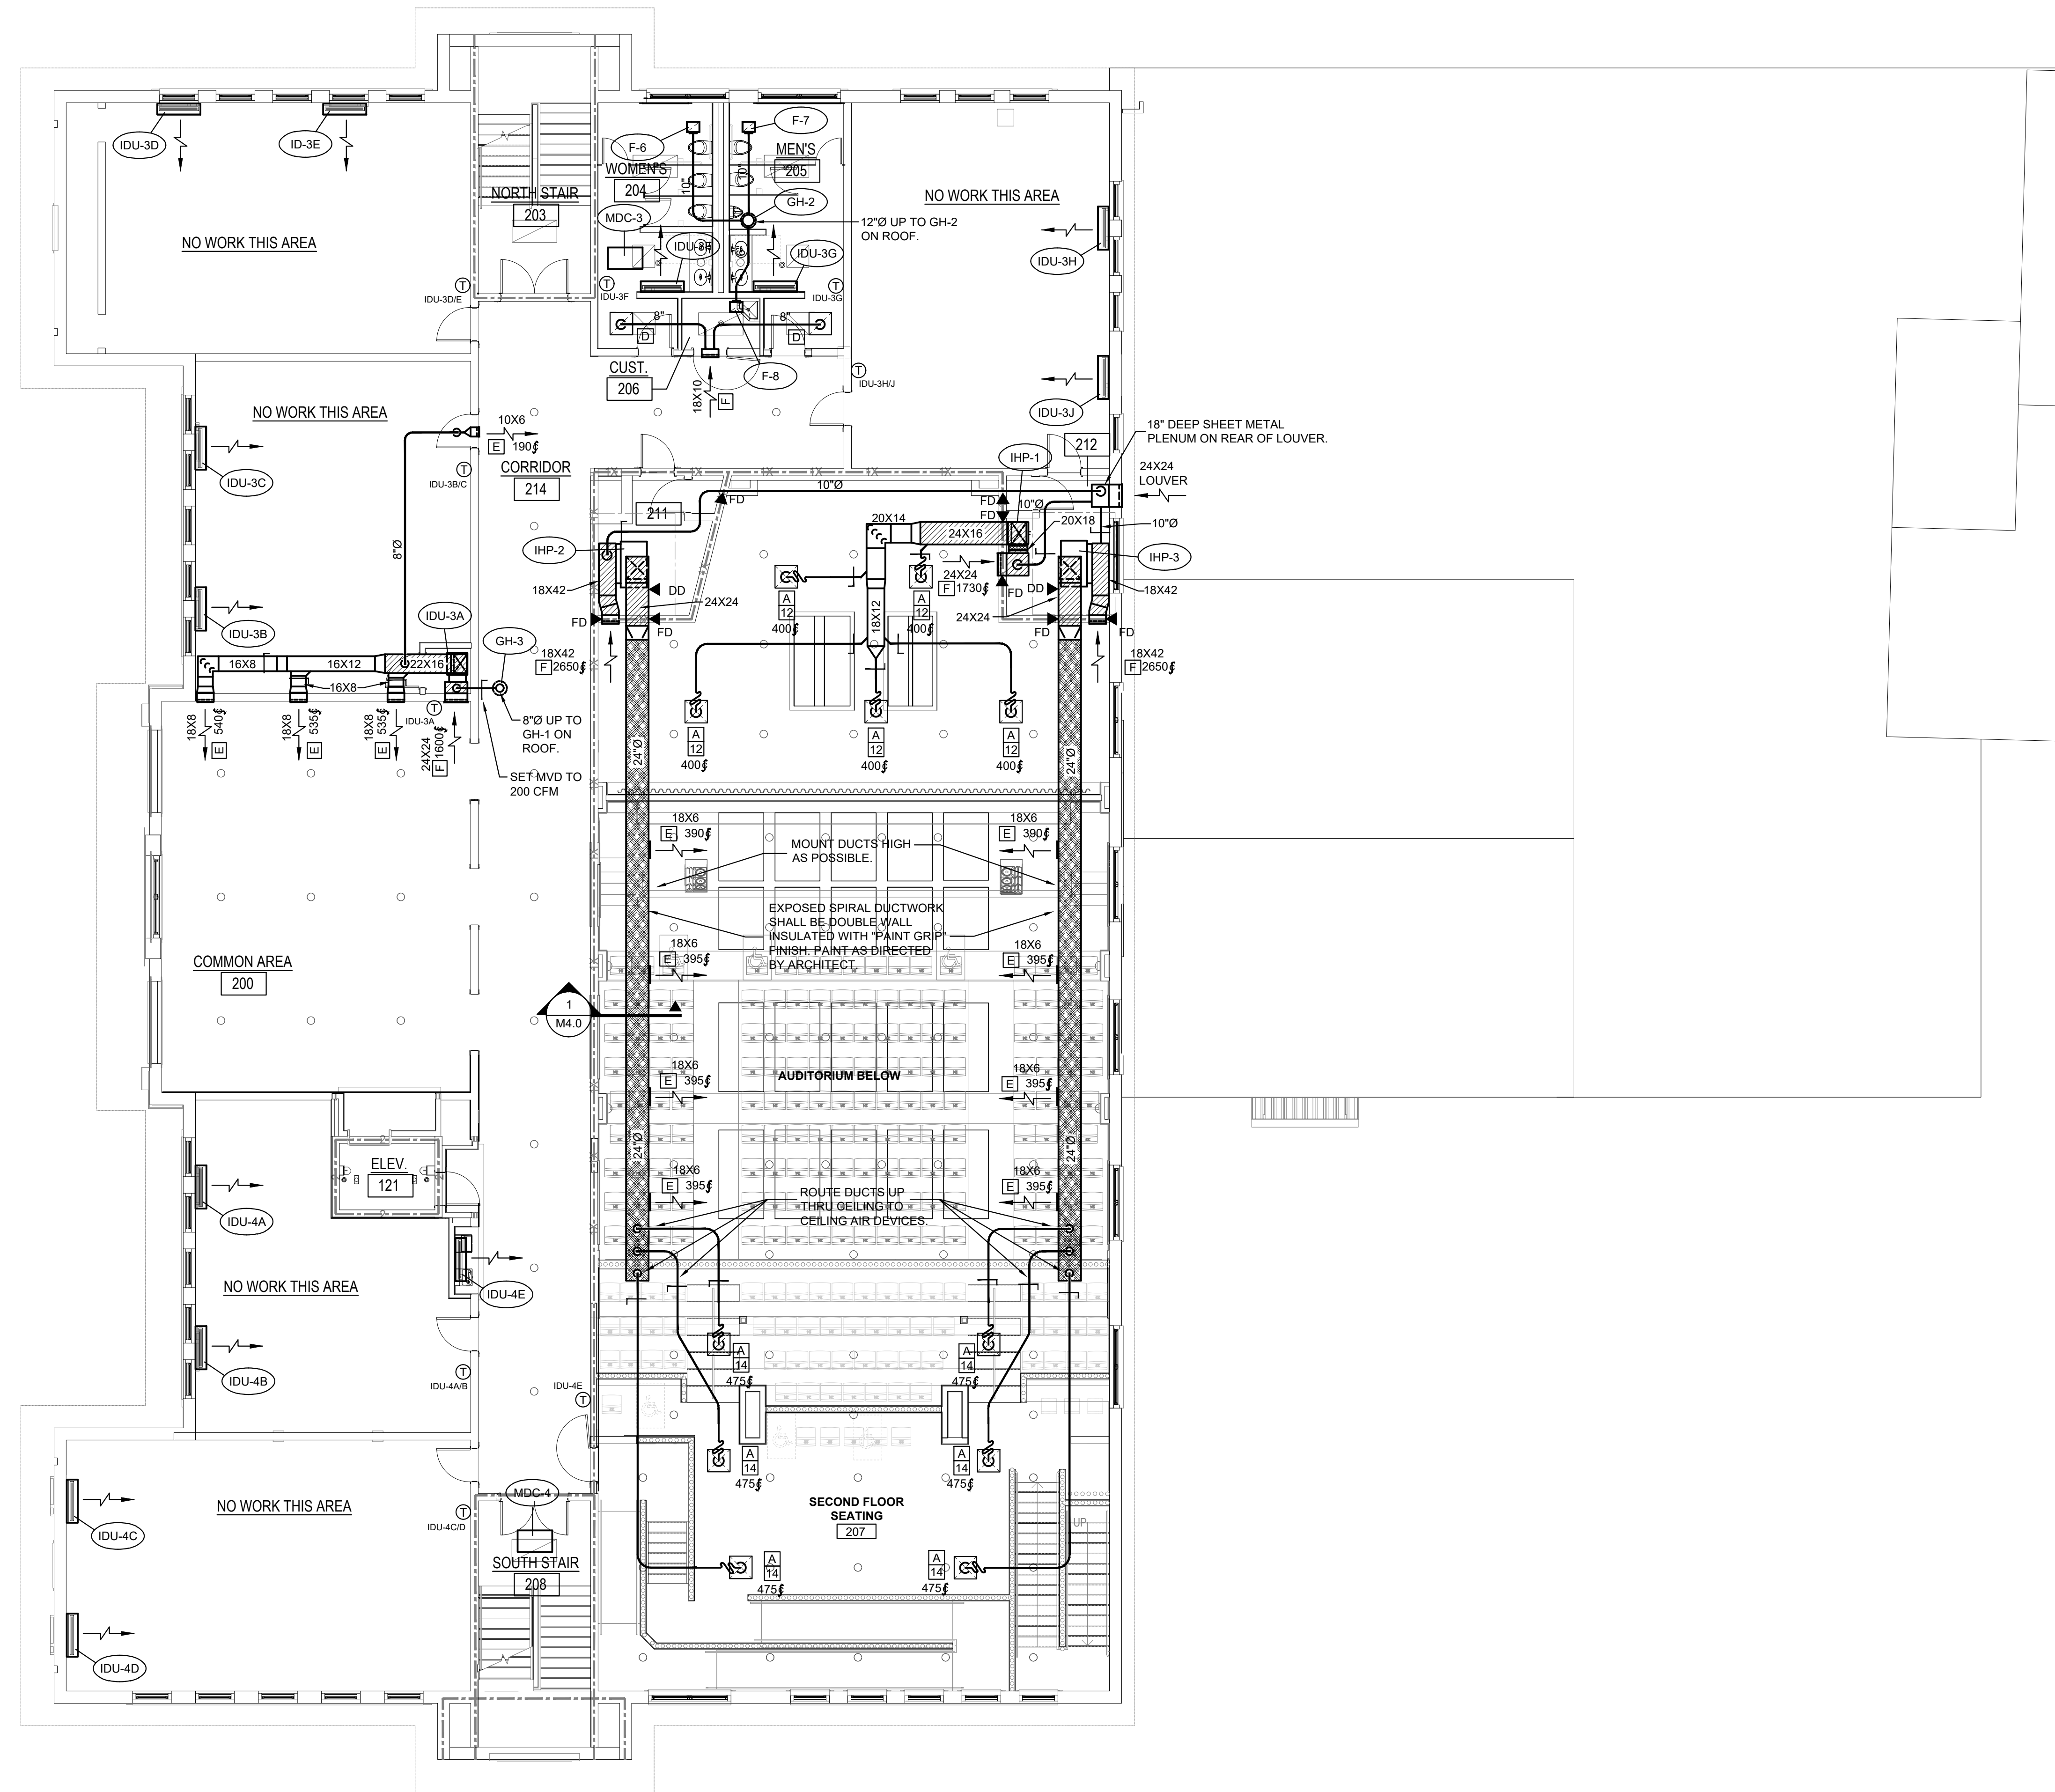 IDU-3D
ID-3E
NO WORK THIS AREA
NORTH STAIR
203
F-6
F-7
WOMEN'S
204
MEN'S
205
10"
10"
MDC-3
GH-2
12"Ø UP TO GH-2
ON ROOF.
IDU-3G
NO WORK THIS AREA
IDU-3H
T
IDU-3D/E
T
IDU-3F
T
IDU-3G
8"
D
8"
D
CUST.
206
F-8
T
IDU-3H/J
IDU-3J
18X10
F
NO WORK THIS AREA
10X6
E 190
IDU-3C
T
IDU-3B/C
CORRIDOR
214
8"Ø
IDU-3B
IDU-3A
GH-3
22X16
16X12
16X8
16X8
T
IDU-3A
18X8
540
E
18X8
535
E
18X8
535
E
24X24
1600
F
8"Ø UP TO
GH-1 ON
ROOF.
SET MVD TO
200 CFM
212
IHP-1
18" DEEP SHEET METAL
PLENUM ON REAR OF LOUVER.
24X24
LOUVER
10"Ø
FD
FD
FD
10"Ø
10"Ø
211
20X14
24X16
20X18
IHP-2
IHP-3
18X42
DD
24X24
FD
FD
18X42
F 2650
24X24
F 1730
FD
DD
24X24
18X42
FD
FD
18X42
F 2650
A
12
400
A
12
400
18X12
A
12
400
A
12
400
A
12
400
24"Ø
24"Ø
18X6
E 390
18X6
E 390
MOUNT DUCTS HIGH
AS POSSIBLE.
EXPOSED SPIRAL DUCTWORK
SHALL BE DOUBLE WALL
INSULATED WITH "PAINT GRIP"
FINISH. PAINT AS DIRECTED
BY ARCHITECT.
18X6
E 395
18X6
E 395
COMMON AREA
200
1
M4.0
18X6
E 395
18X6
E 395
AUDITORIUM BELOW
24"Ø
24"Ø
18X6
E 395
18X6
E 395
ROUTE DUCTS UP
THRU CEILING TO
CEILING AIR DEVICES.
ELEV.
121
IDU-4A
NO WORK THIS AREA
IDU-4E
IDU-4B
T
IDU-4A/B
IDU-4E
T
A
14
475
A
14
475
A
14
475
A
14
475
NO WORK THIS AREA
MDC-4
T
IDU-4C/D
IDU-4C
SECOND FLOOR
SEATING
207
UP
SOUTH STAIR
208
A
14
475
A
14
475
IDU-4D